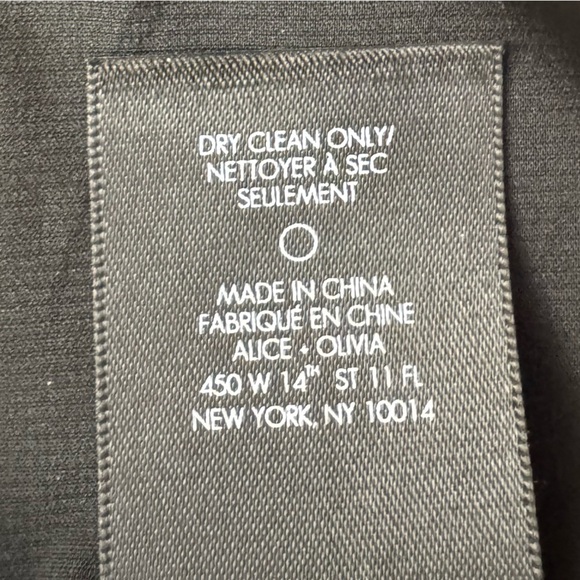 DRY CLEAN ONLY/
NETTOYER À SEC
SEULEMENT
MADE IN CHINA
FABRIQUÉ EN CHINE
ALICE + OLIVIA
450 W 14TH ST 11 FL
NEW YORK, NY 10014